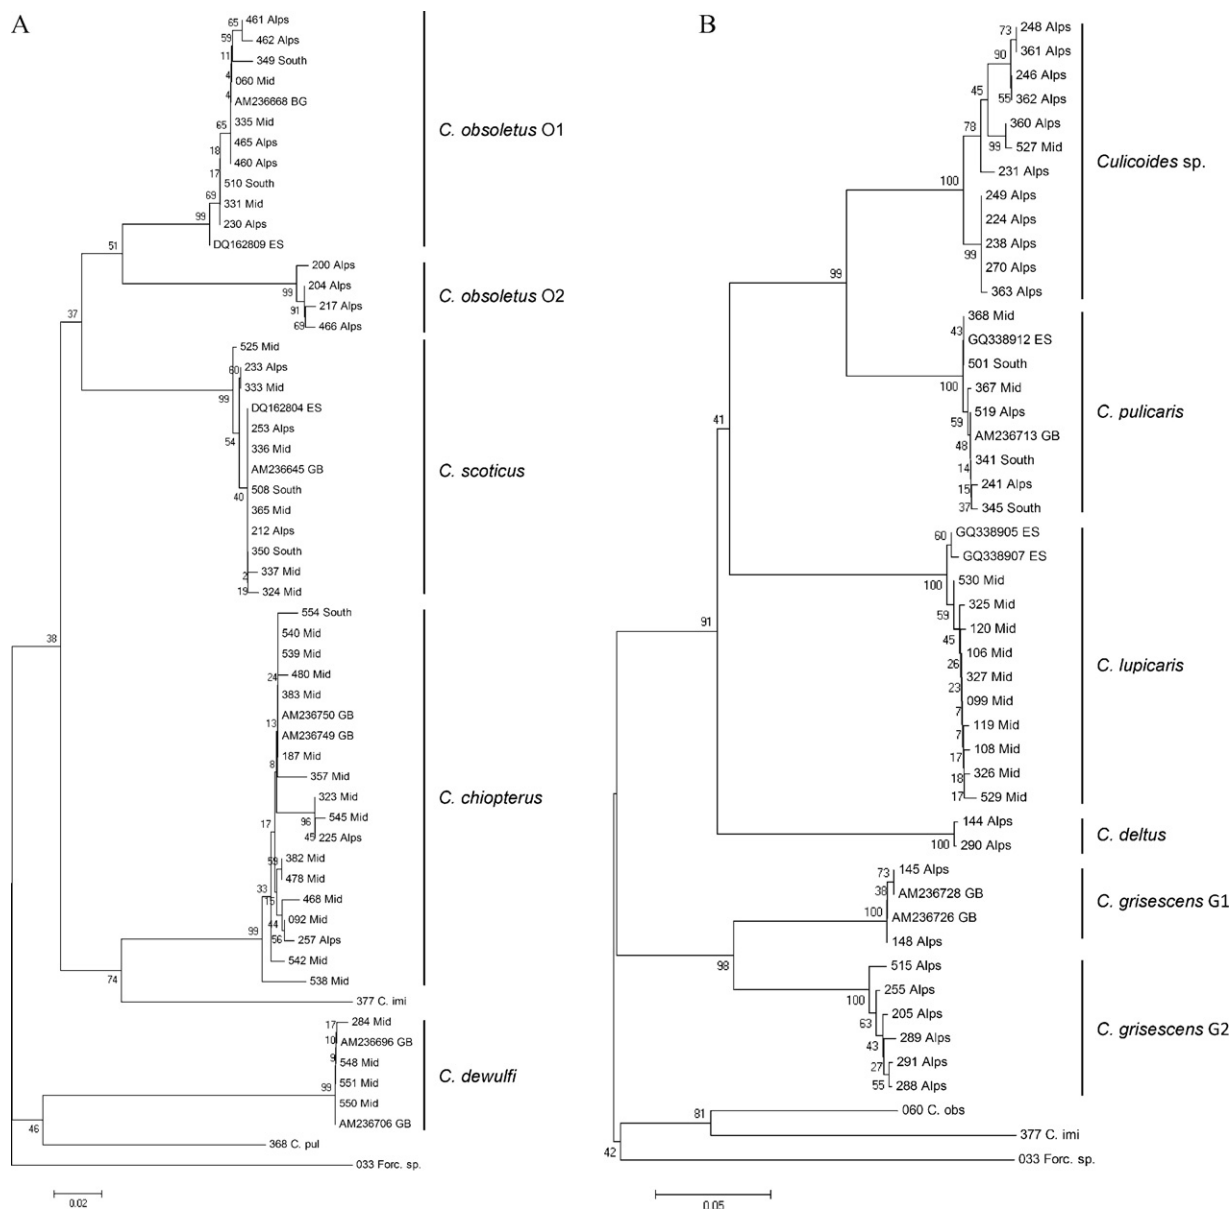 A
65
461 Alps
59
462 Alps
11
349 South
4
060 Mid
4
AM236668 BG
335 Mid
65
465 Alps
18
460 Alps
17
510 South
69
331 Mid
99
230 Alps
DQ162809 ES
C. obsoletus O1
51
200 Alps
99
204 Alps
91
217 Alps
69
466 Alps
C. obsoletus O2
37
525 Mid
60
233 Alps
333 Mid
99
DQ162804 ES
253 Alps
54
336 Mid
AM236645 GB
40
508 South
365 Mid
212 Alps
350 South
2
337 Mid
19
324 Mid
C. scoticus
38
554 South
540 Mid
539 Mid
24
480 Mid
383 Mid
13
AM236750 GB
AM236749 GB
8
187 Mid
357 Mid
323 Mid
96
545 Mid
17
45
225 Alps
59
382 Mid
478 Mid
33
15
468 Mid
44
092 Mid
56
257 Alps
99
542 Mid
538 Mid
C. chiopterus
74
377 C. imi
17
284 Mid
10
AM236696 GB
9
548 Mid
99
551 Mid
550 Mid
AM236706 GB
C. dewulfi
46
368 C. pul
033 Forc. sp.
0.02
B
73
248 Alps
361 Alps
90
246 Alps
55
362 Alps
45
360 Alps
99
527 Mid
78
231 Alps
100
249 Alps
224 Alps
238 Alps
99
270 Alps
363 Alps
Culicoides sp.
99
368 Mid
43
GQ338912 ES
501 South
100
367 Mid
59
519 Alps
48
AM236713 GB
14
341 South
15
241 Alps
37
345 South
C. pulicaris
41
60
GQ338905 ES
GQ338907 ES
100
530 Mid
59
325 Mid
45
120 Mid
26
106 Mid
23
327 Mid
7
099 Mid
7
119 Mid
17
108 Mid
18
326 Mid
17
529 Mid
C. lupicaris
91
144 Alps
100
290 Alps
C. deltus
73
145 Alps
38
AM236728 GB
100
AM236726 GB
148 Alps
C. grisescens G1
98
515 Alps
100
255 Alps
63
205 Alps
43
289 Alps
27
291 Alps
55
288 Alps
C. grisescens G2
81
060 C. obs
377 C. imi
42
033 Forc. sp.
0.05